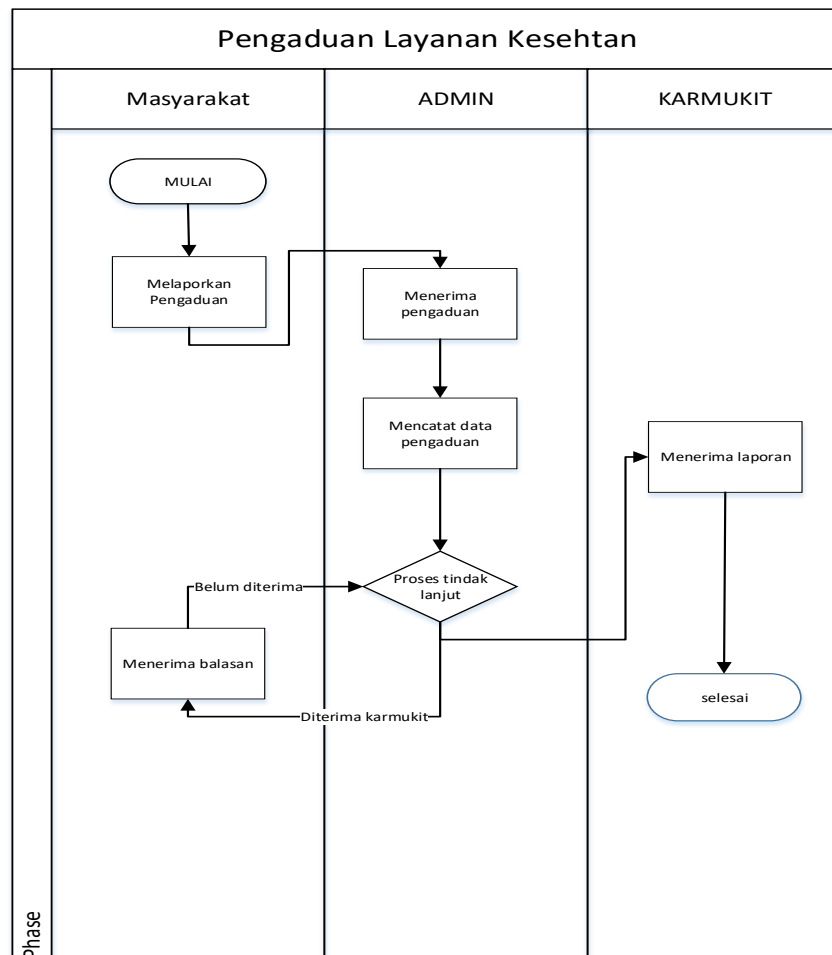 Pengaduan Layanan Kesehtan
Masyarakat
ADMIN
KARMUKIT
MULAI
Melaporkan
Pengaduan
Menerima
pengaduan
Mencatat data
pengaduan
Menerima laporan
Proses tindak
lanjut
Belum diterima
Menerima balasan
Diterima karmukit
selesai
Phase